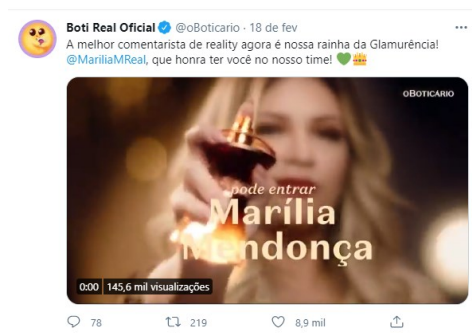 Boti Real Oficial @oBoticario · 18 de fev
A melhor comentarista de reality agora é nossa rainha da Glamurência!
@MariliaMReal, que honra ter você no nosso time! 💚👑
oBOTICÁRIO
pode entrar
Marília
Mendonça
0:00 145,6 mil visualizações
78 219 8,9 mil